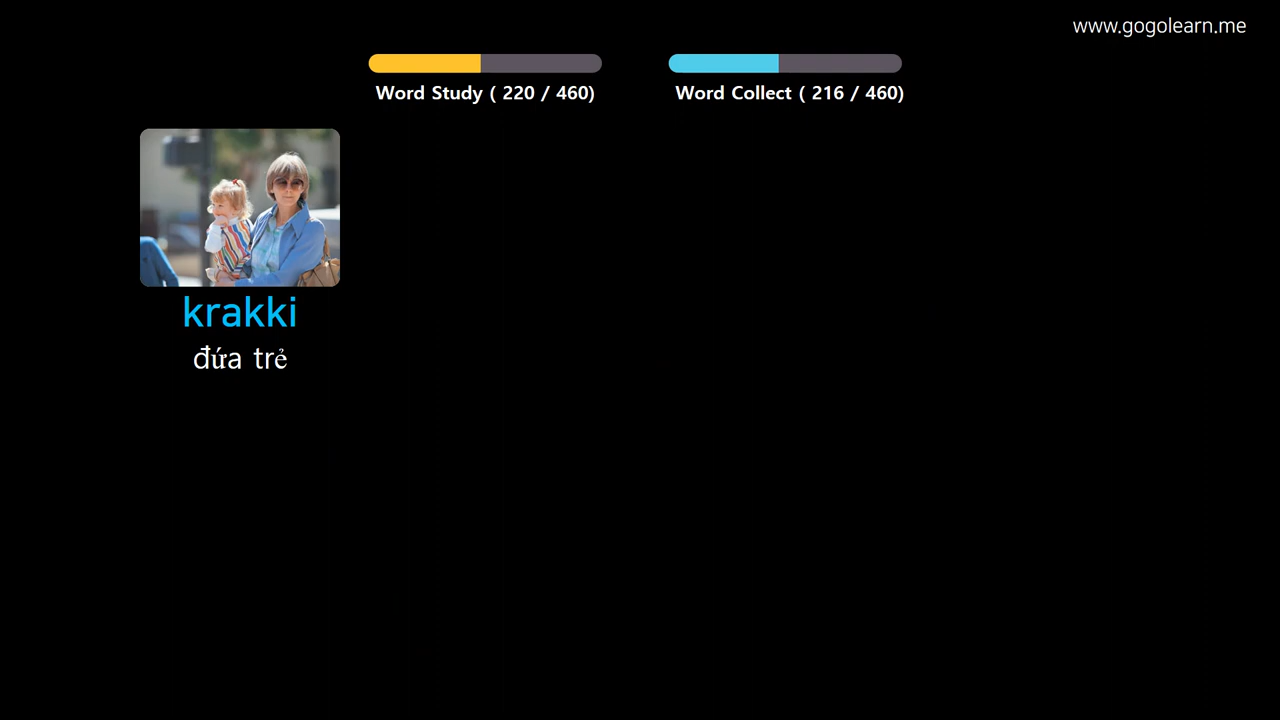 www.gogolearn.me
Word Study ( 220 / 460)
Word Collect ( 216 / 460)
krakki
đứa trẻ